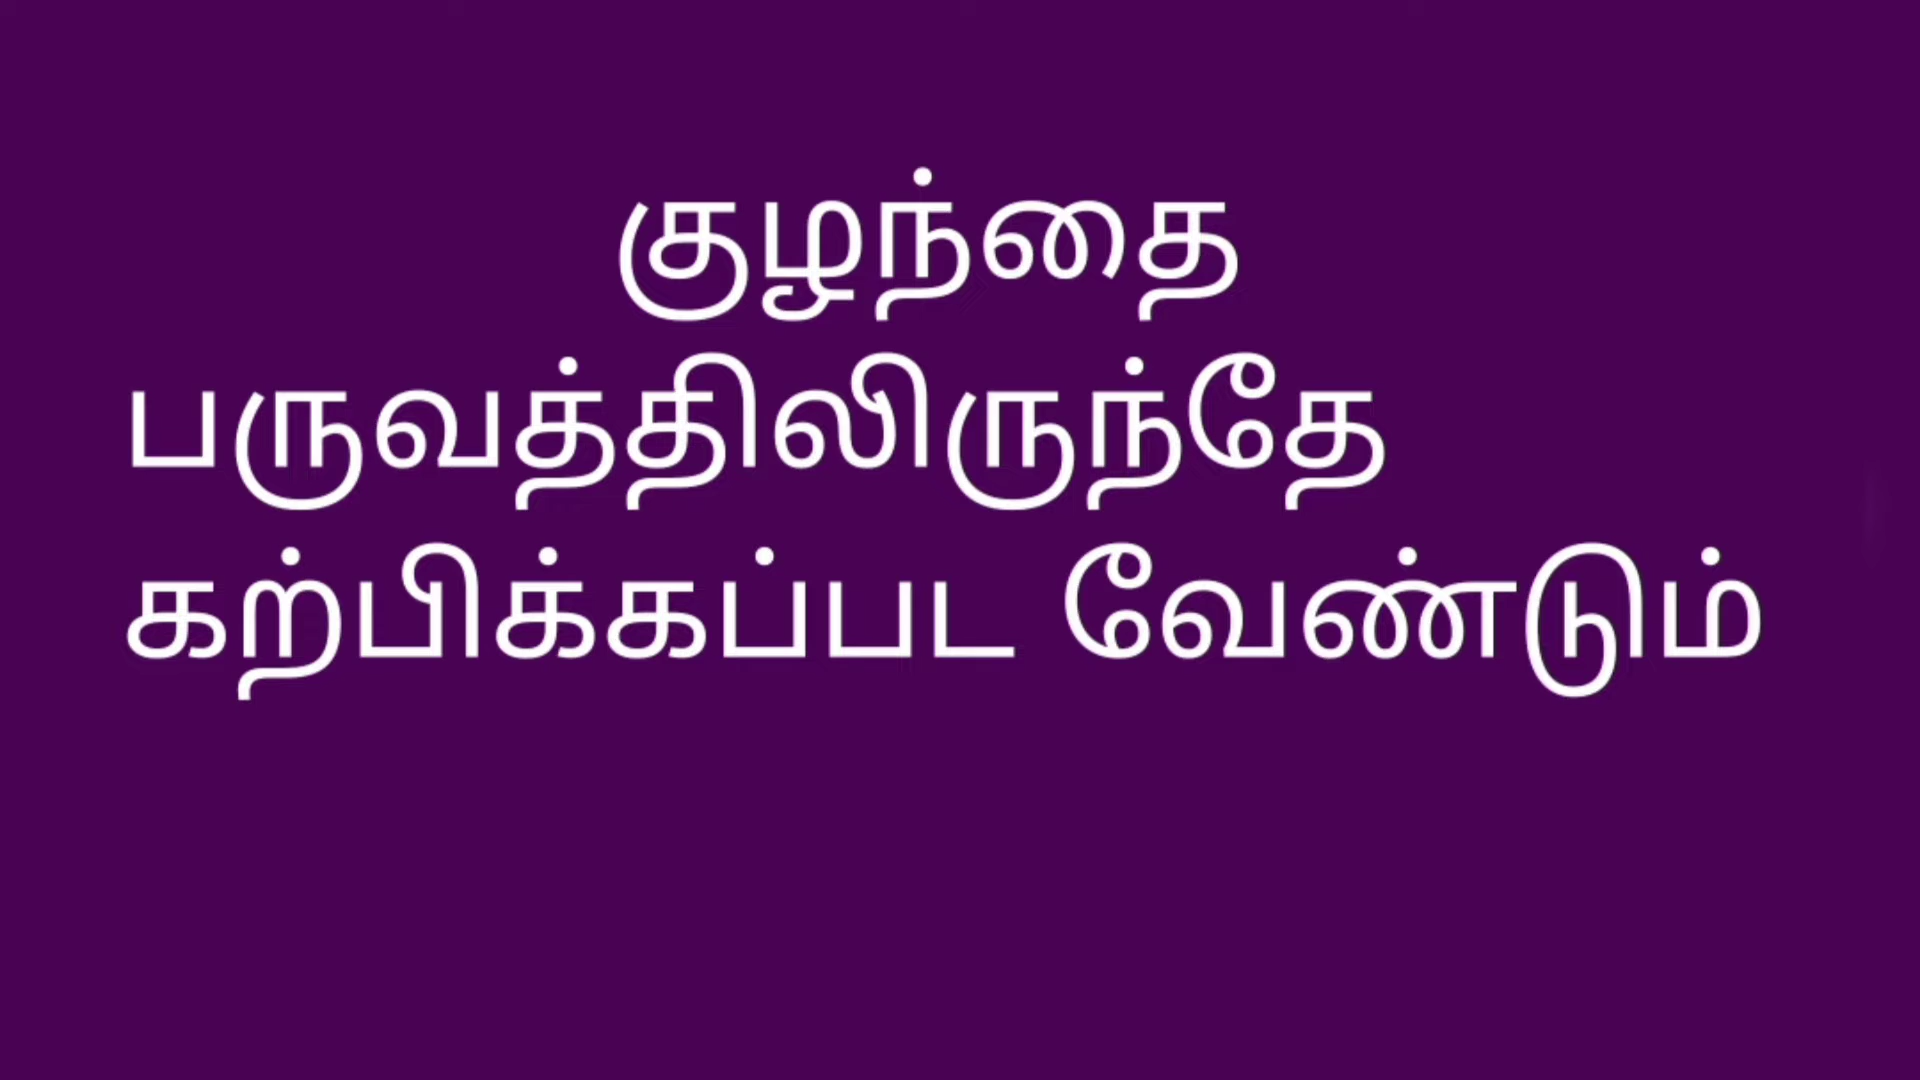 குழந்தை
பருவத்திலிருந்தே
கற்பிக்கப்பட வேண்டும்